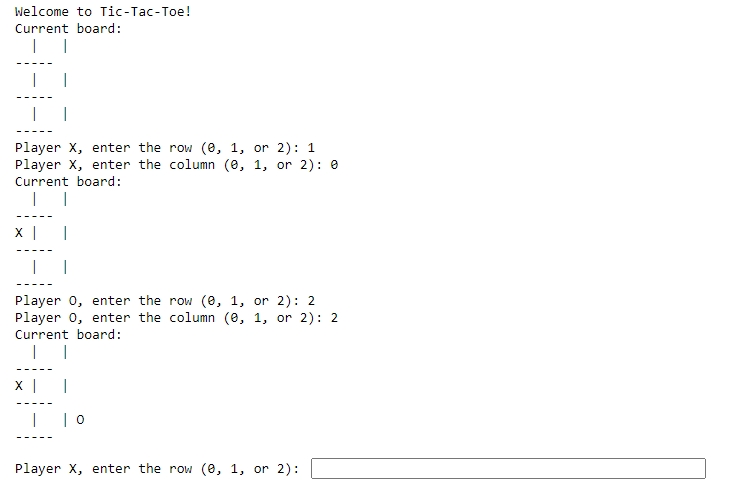 Welcome to Tic-Tac-Toe!
Current board:
  |   |
-----
  |   |
-----
  |   |
-----
Player X, enter the row (0, 1, or 2): 1
Player X, enter the column (0, 1, or 2): 0
Current board:
  |   |
-----
X |   |
-----
  |   |
-----
Player O, enter the row (0, 1, or 2): 2
Player O, enter the column (0, 1, or 2): 2
Current board:
  |   |
-----
X |   |
-----
  |   | O
-----
Player X, enter the row (0, 1, or 2):